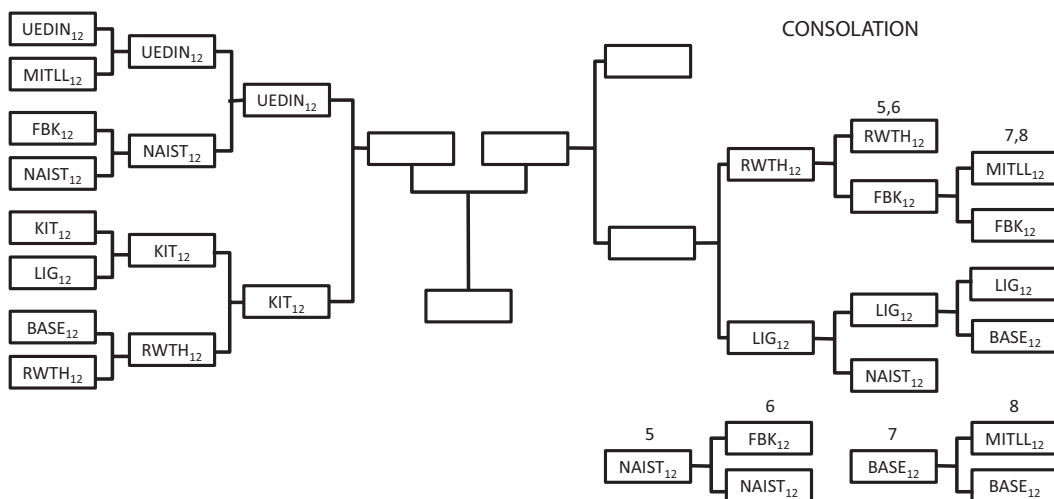 CONSOLATION
UEDIN12
MITLL12
FBK12
NAIST12
KIT12
LIG12
BASE12
RWTH12
UEDIN12
NAIST12
KIT12
RWTH12
UEDIN12
KIT12
RWTH12
LIG12
5,6
RWTH12
FBK12
LIG12
NAIST12
7,8
MITLL12
FBK12
LIG12
BASE12
5
NAIST12
6
FBK12
NAIST12
7
BASE12
8
MITLL12
BASE12